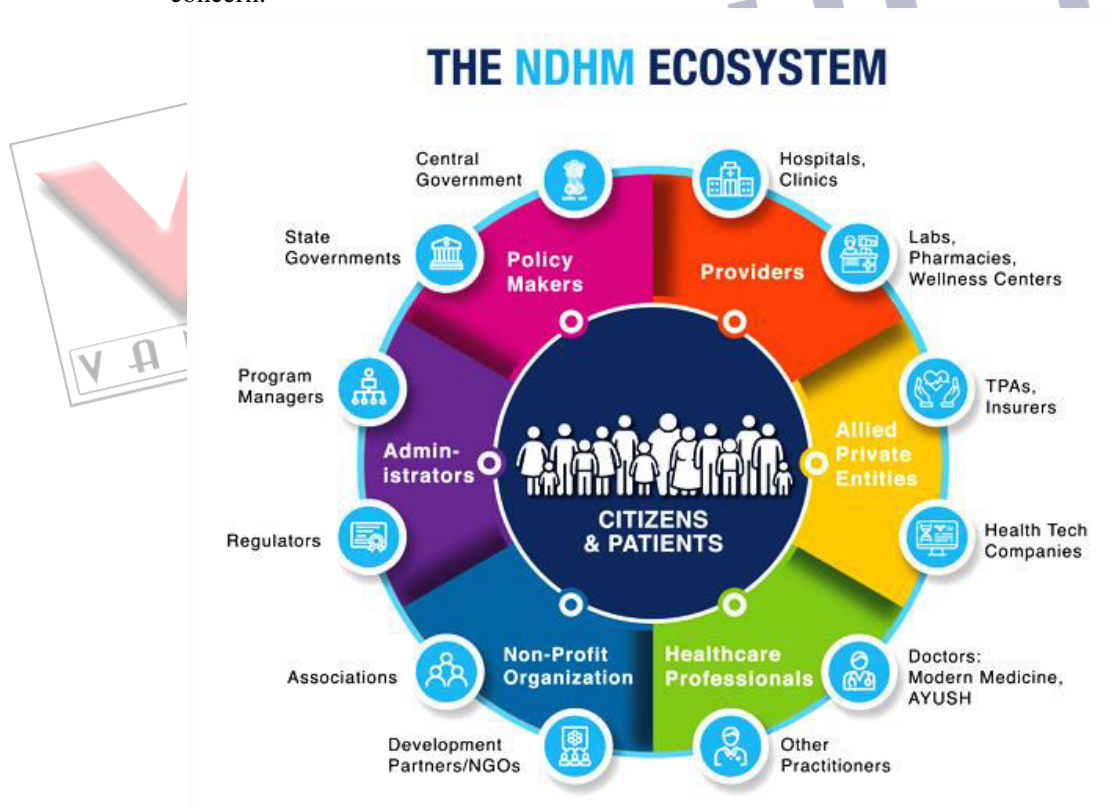 concern.
THE NDHM ECOSYSTEM
Central
Government
Hospitals,
Clinics
State
Governments
Policy
Makers
Providers
Labs,
Pharmacies,
Wellness Centers
Program
Managers
TPAs,
Insurers
Admin-
istrators
Allied
Private
Entities
CITIZENS
& PATIENTS
Regulators
Health Tech
Companies
Associations
Non-Profit
Organization
Healthcare
Professionals
Doctors:
Modern Medicine,
AYUSH
Development
Partners/NGOs
Other
Practitioners